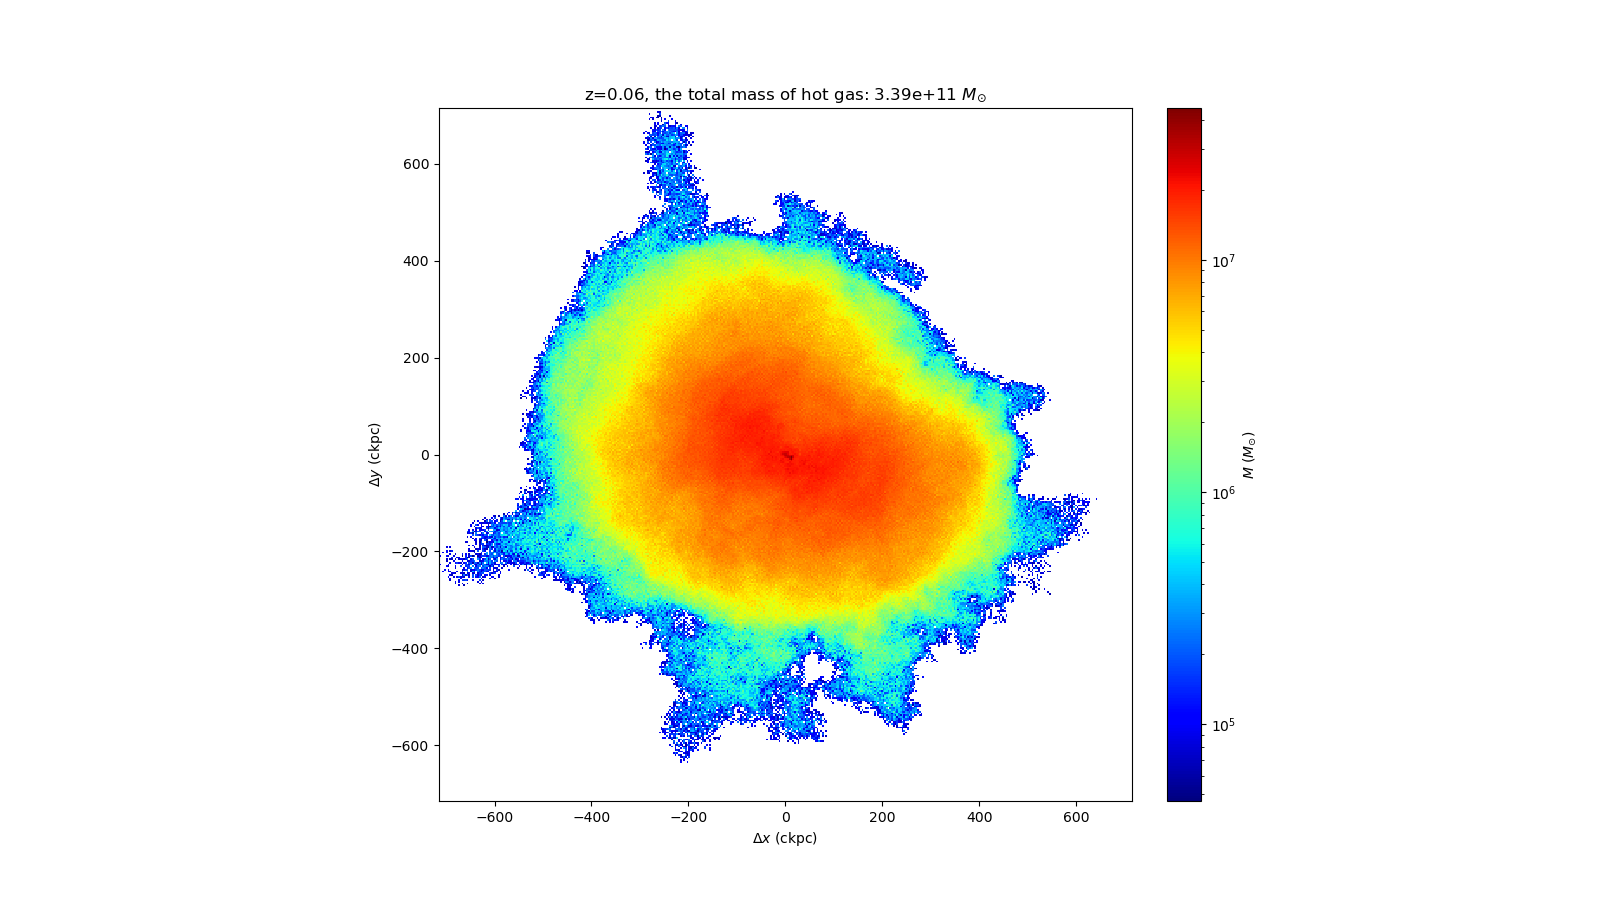 z=0.06, the total mass of hot gas: 3.39e+11 M⊙
600
400
200
0
−200
−400
−600
Δy (ckpc)
−600 −400 −200 0 200 400 600
Δx (ckpc)
10⁷
10⁶
10⁵
M (M⊙)